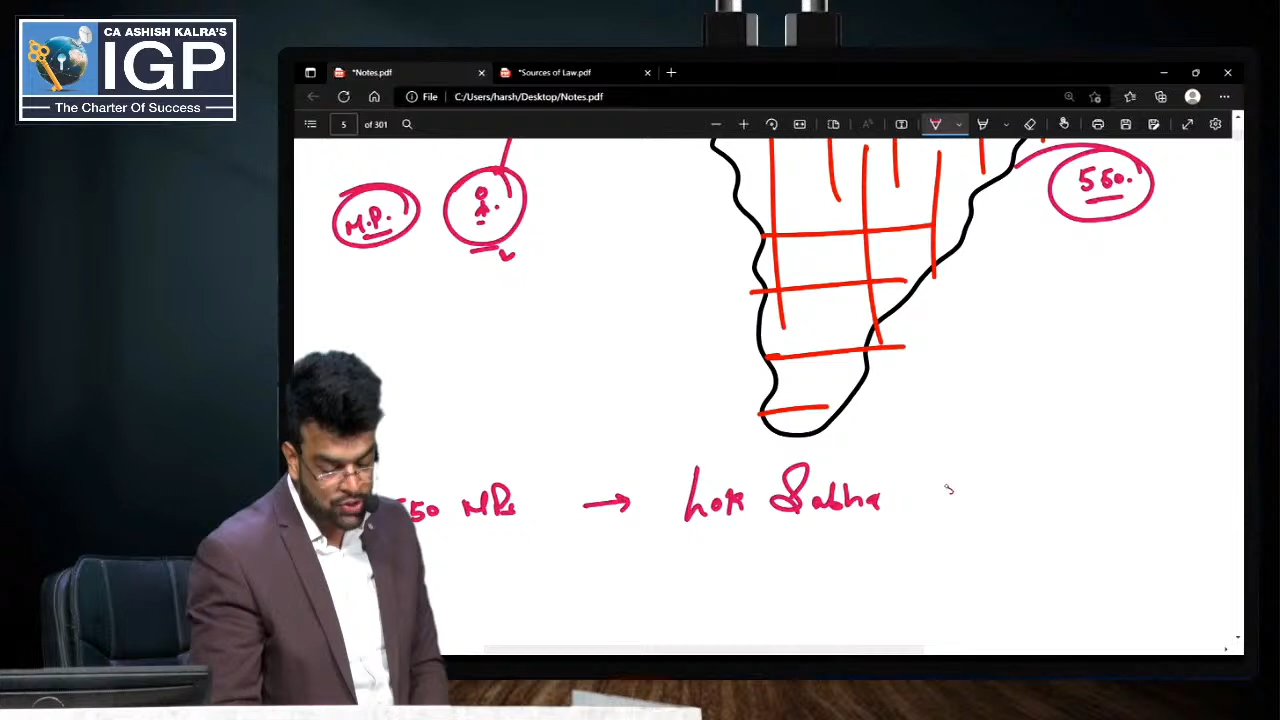 CA ASHISH KALRA'S
IGP
The Charter Of Success
*Notes.pdf
*Sources of Law.pdf
File
C:/Users/harsh/Desktop/Notes.pdf
5 of 301
M.P.
550.
550 MPs → Lok Sabha